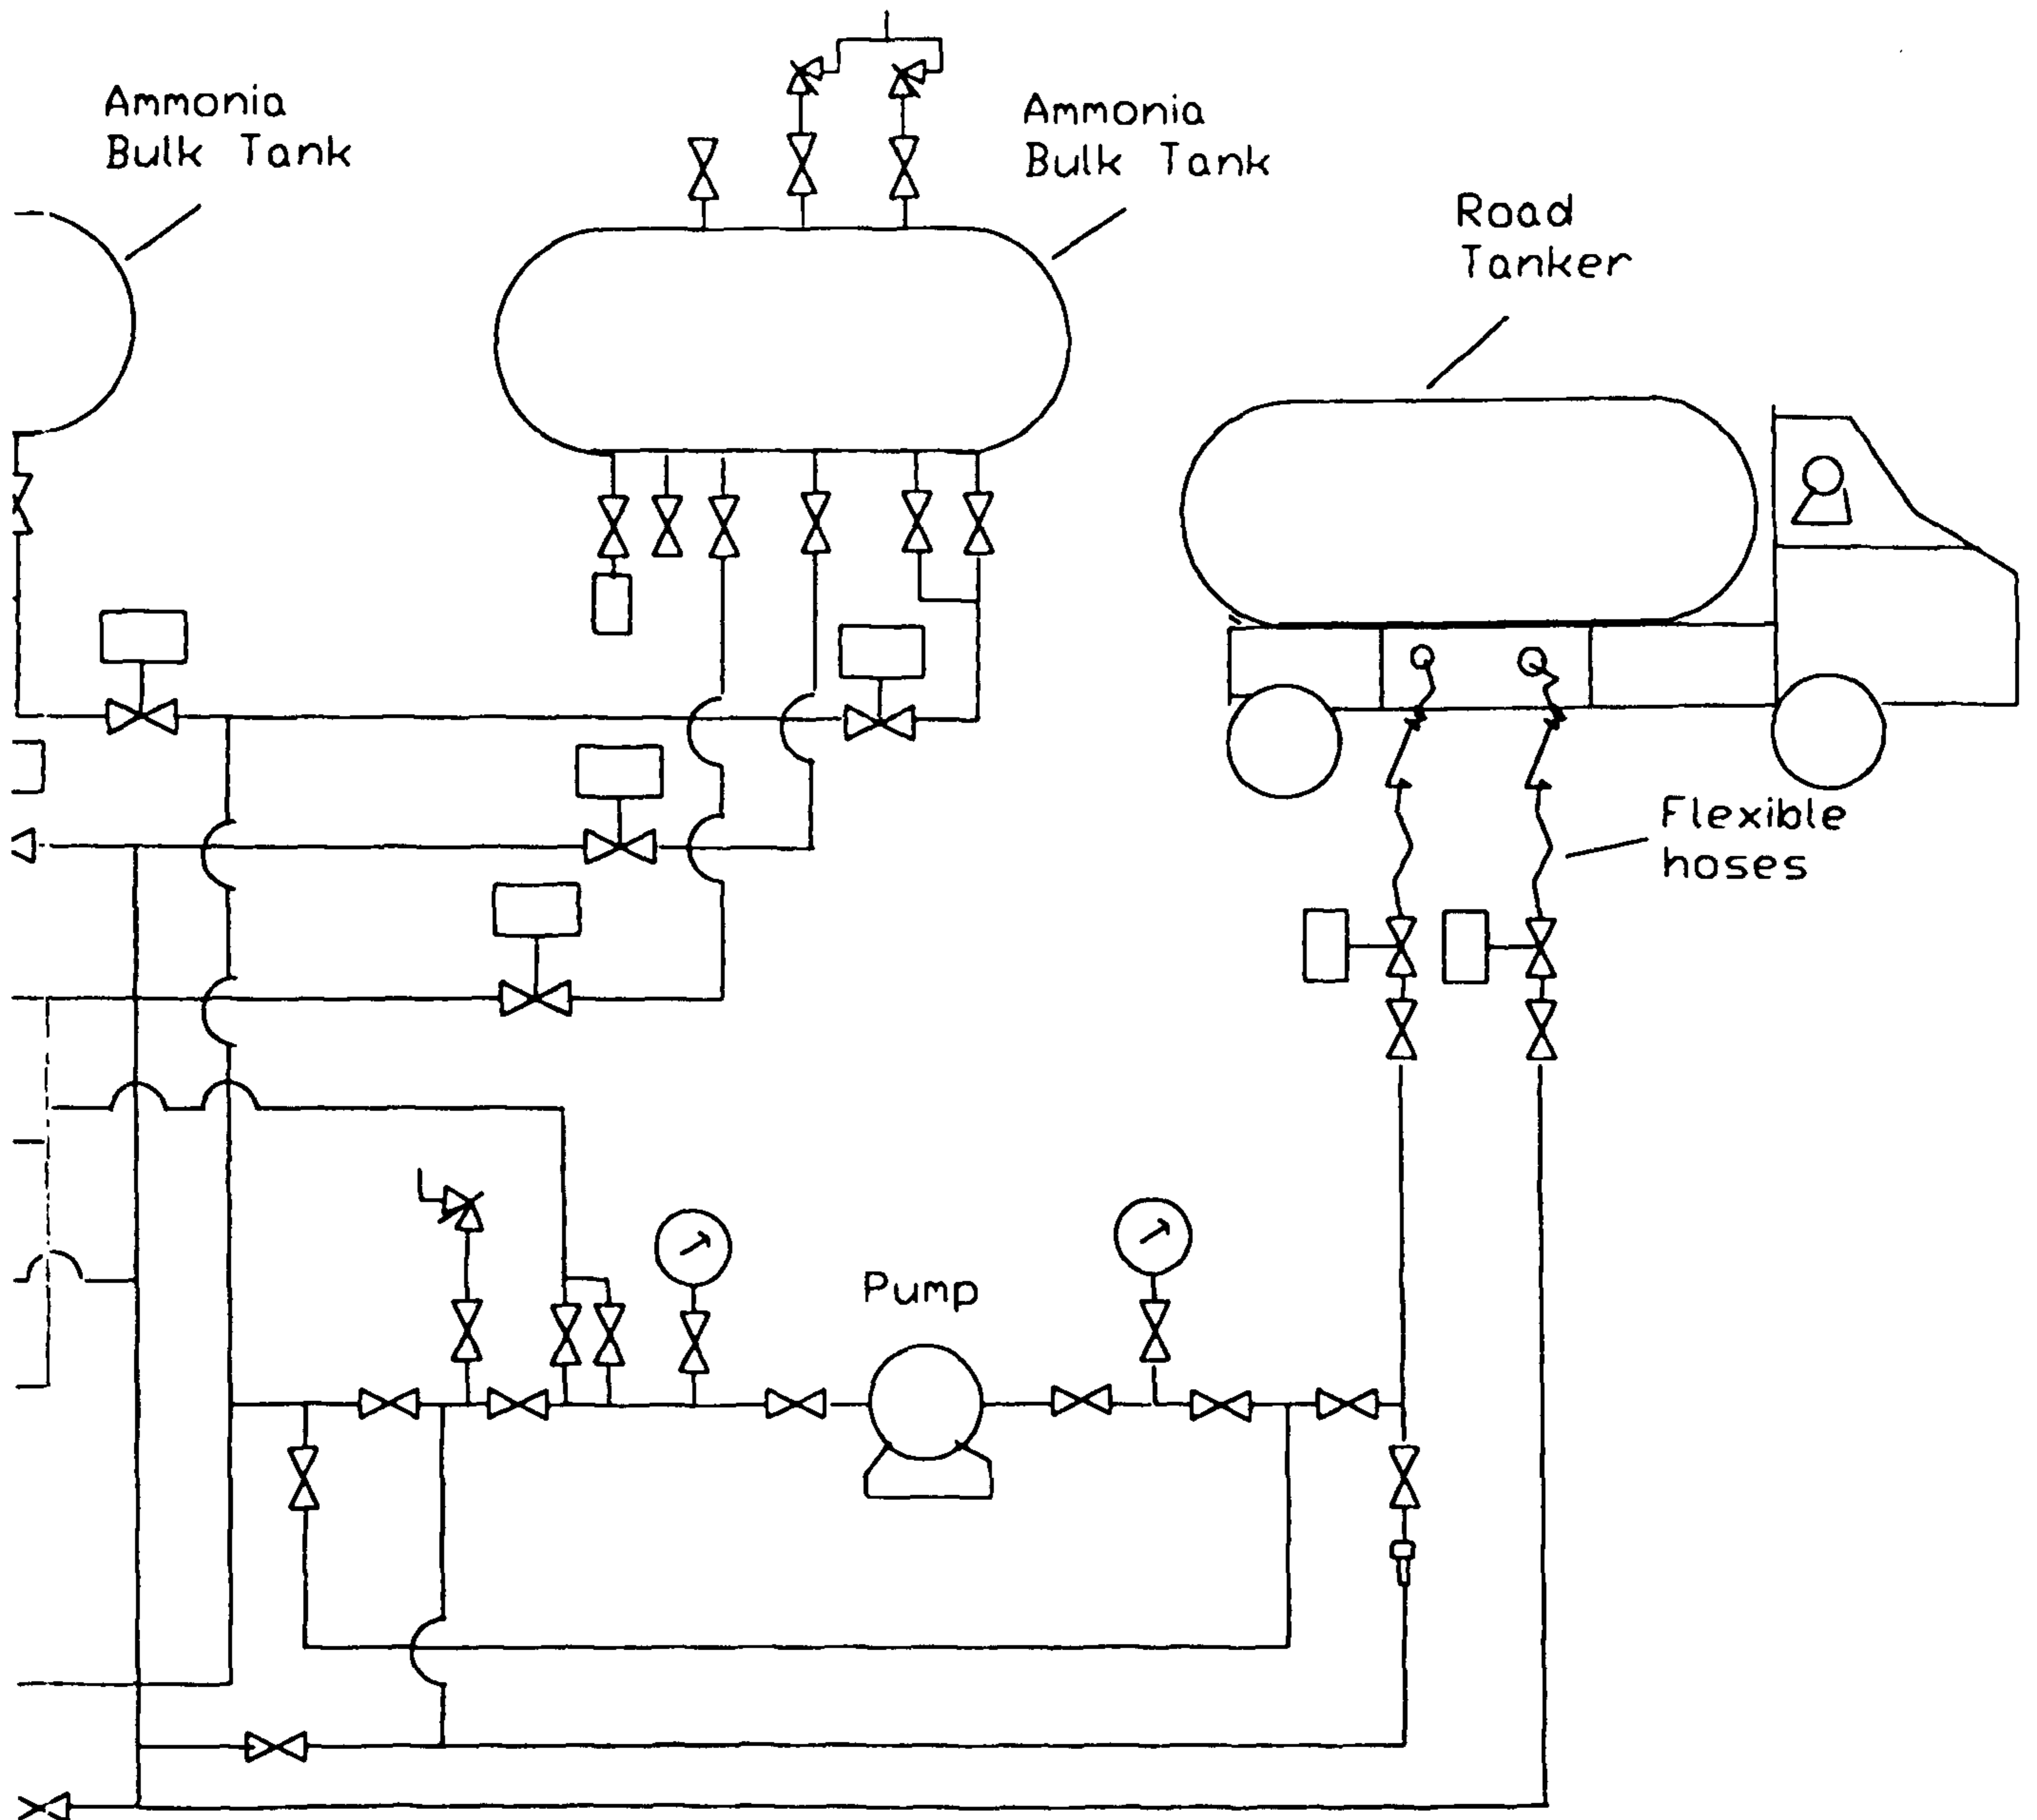 Ammonia
Bulk Tank
Ammonia
Bulk Tank
Road
Tanker
Flexible
hoses
Pump